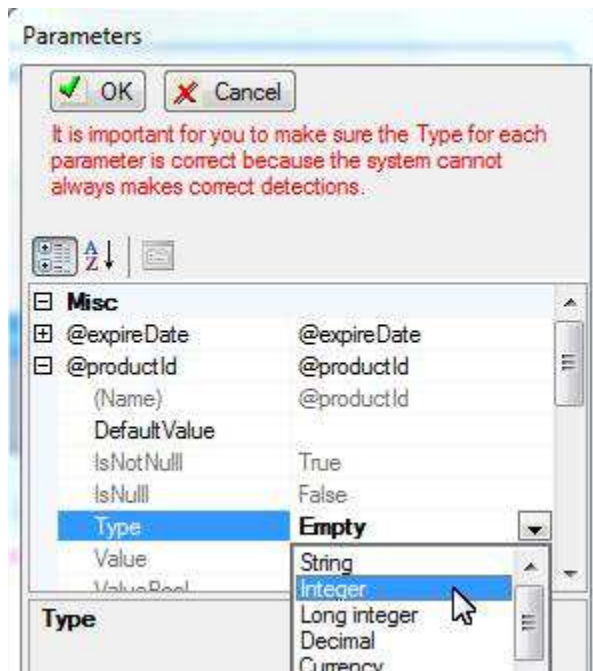 Parameters
OK Cancel
It is important for you to make sure the Type for each
parameter is correct because the system cannot
always makes correct detections.
A
Z
Misc
@expireDate @expireDate
@productId @productId
(Name) @productId
DefaultValue
IsNotNulll True
IsNulll False
Type Empty
Value String
ValueBool Integer
Type Long integer
Decimal
Currency